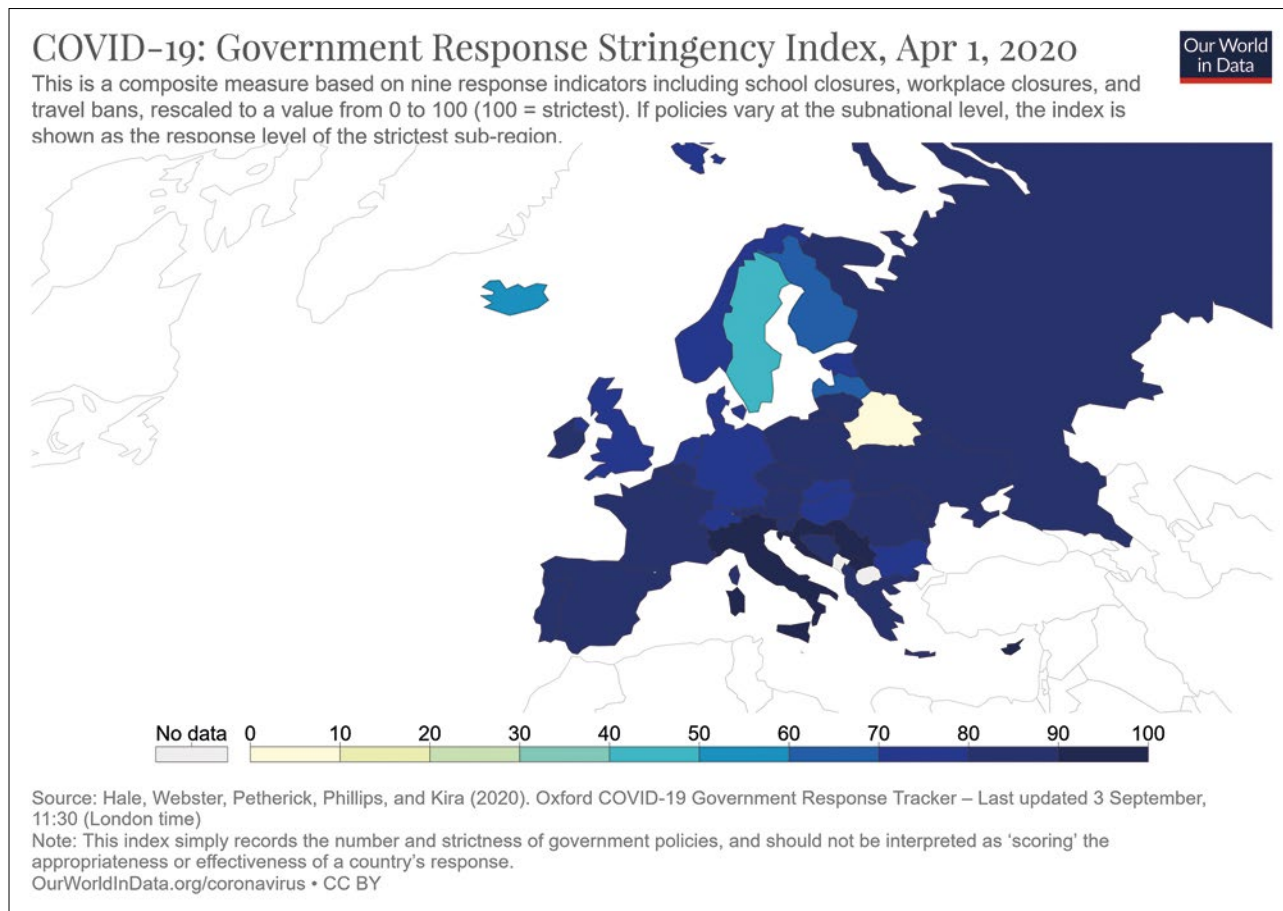 COVID-19: Government Response Stringency Index, Apr 1, 2020
Our World
in Data
This is a composite measure based on nine response indicators including school closures, workplace closures, and
travel bans, rescaled to a value from 0 to 100 (100 = strictest). If policies vary at the subnational level, the index is
shown as the response level of the strictest sub-region.
No data 0 10 20 30 40 50 60 70 80 90 100
Source: Hale, Webster, Petherick, Phillips, and Kira (2020). Oxford COVID-19 Government Response Tracker – Last updated 3 September,
11:30 (London time)
Note: This index simply records the number and strictness of government policies, and should not be interpreted as ‘scoring’ the
appropriateness or effectiveness of a country’s response.
OurWorldInData.org/coronavirus • CC BY